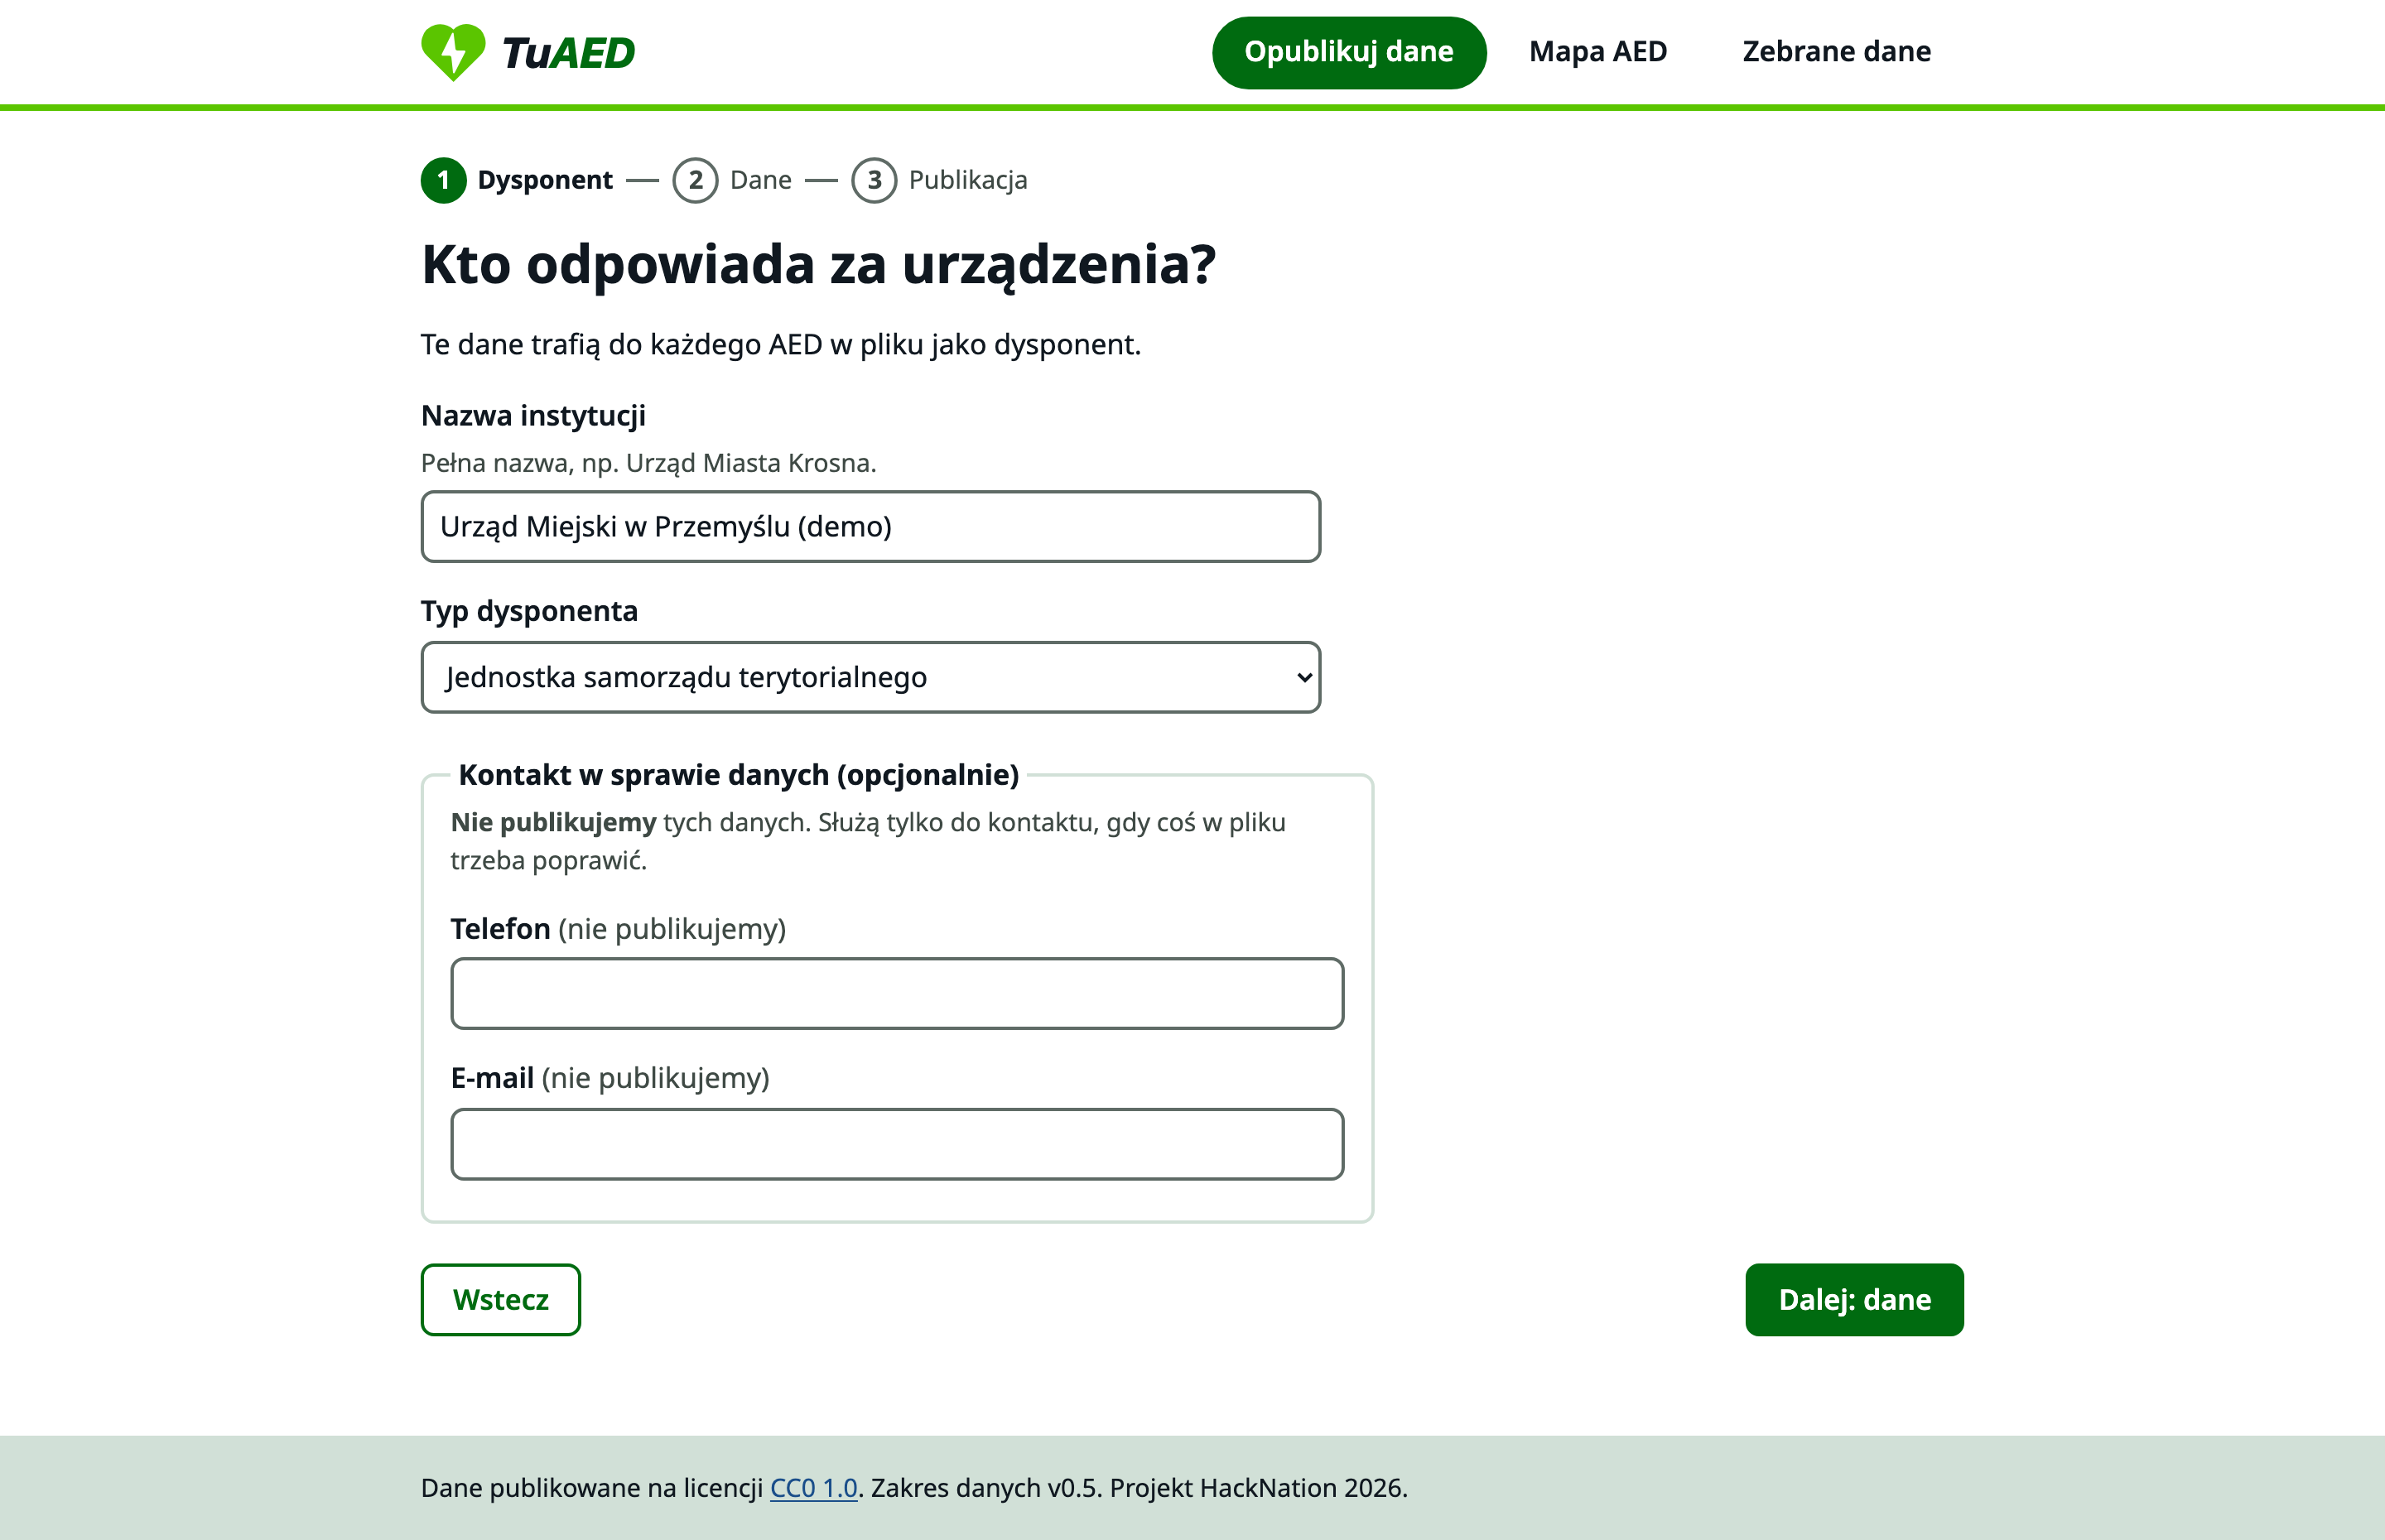 TuAED
Opublikuj dane
Mapa AED
Zebrane dane
1 Dysponent — 2 Dane — 3 Publikacja
Kto odpowiada za urządzenia?
Te dane trafią do każdego AED w pliku jako dysponent.
Nazwa instytucji
Pełna nazwa, np. Urząd Miasta Krosna.
Urząd Miejski w Przemyślu (demo)
Typ dysponenta
Jednostka samorządu terytorialnego
Kontakt w sprawie danych (opcjonalnie)
Nie publikujemy tych danych. Służą tylko do kontaktu, gdy coś w pliku
trzeba poprawić.
Telefon (nie publikujemy)
E-mail (nie publikujemy)
Wstecz
Dalej: dane
Dane publikowane na licencji CC0 1.0. Zakres danych v0.5. Projekt HackNation 2026.